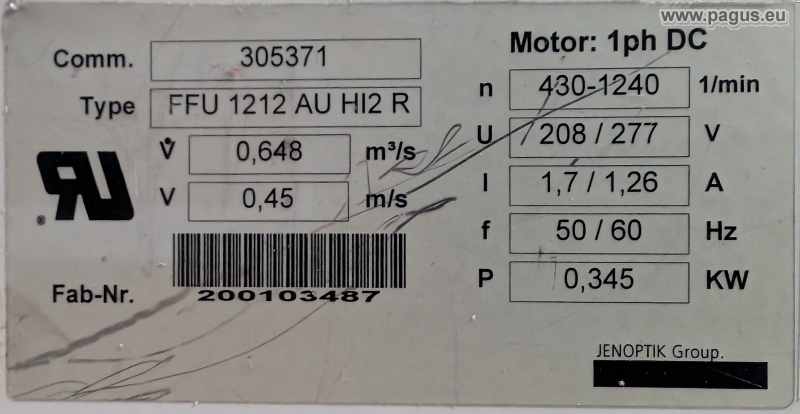 www.pagus.eu
Comm. 305371
Type FFU 1212 AU HI2 R
V̇ 0,648 m³/s
V 0,45 m/s
Fab-Nr. 200103487
Motor: 1ph DC
n 430-1240 1/min
U 208 / 277 V
I 1,7 / 1,26 A
f 50 / 60 Hz
P 0,345 KW
JENOPTIK Group.